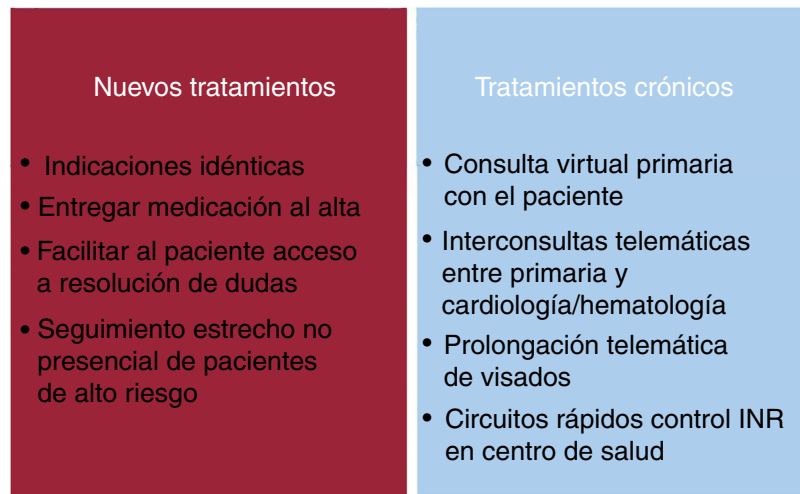 Nuevos tratamientos
• Indicaciones idénticas
• Entregar medicación al alta
• Facilitar al paciente acceso
a resolución de dudas
• Seguimiento estrecho no
presencial de pacientes
de alto riesgo
Tratamientos crónicos
• Consulta virtual primaria
con el paciente
• Interconsultas telemáticas
entre primaria y
cardiología/hematología
• Prolongación telemática
de visados
• Circuitos rápidos control INR
en centro de salud